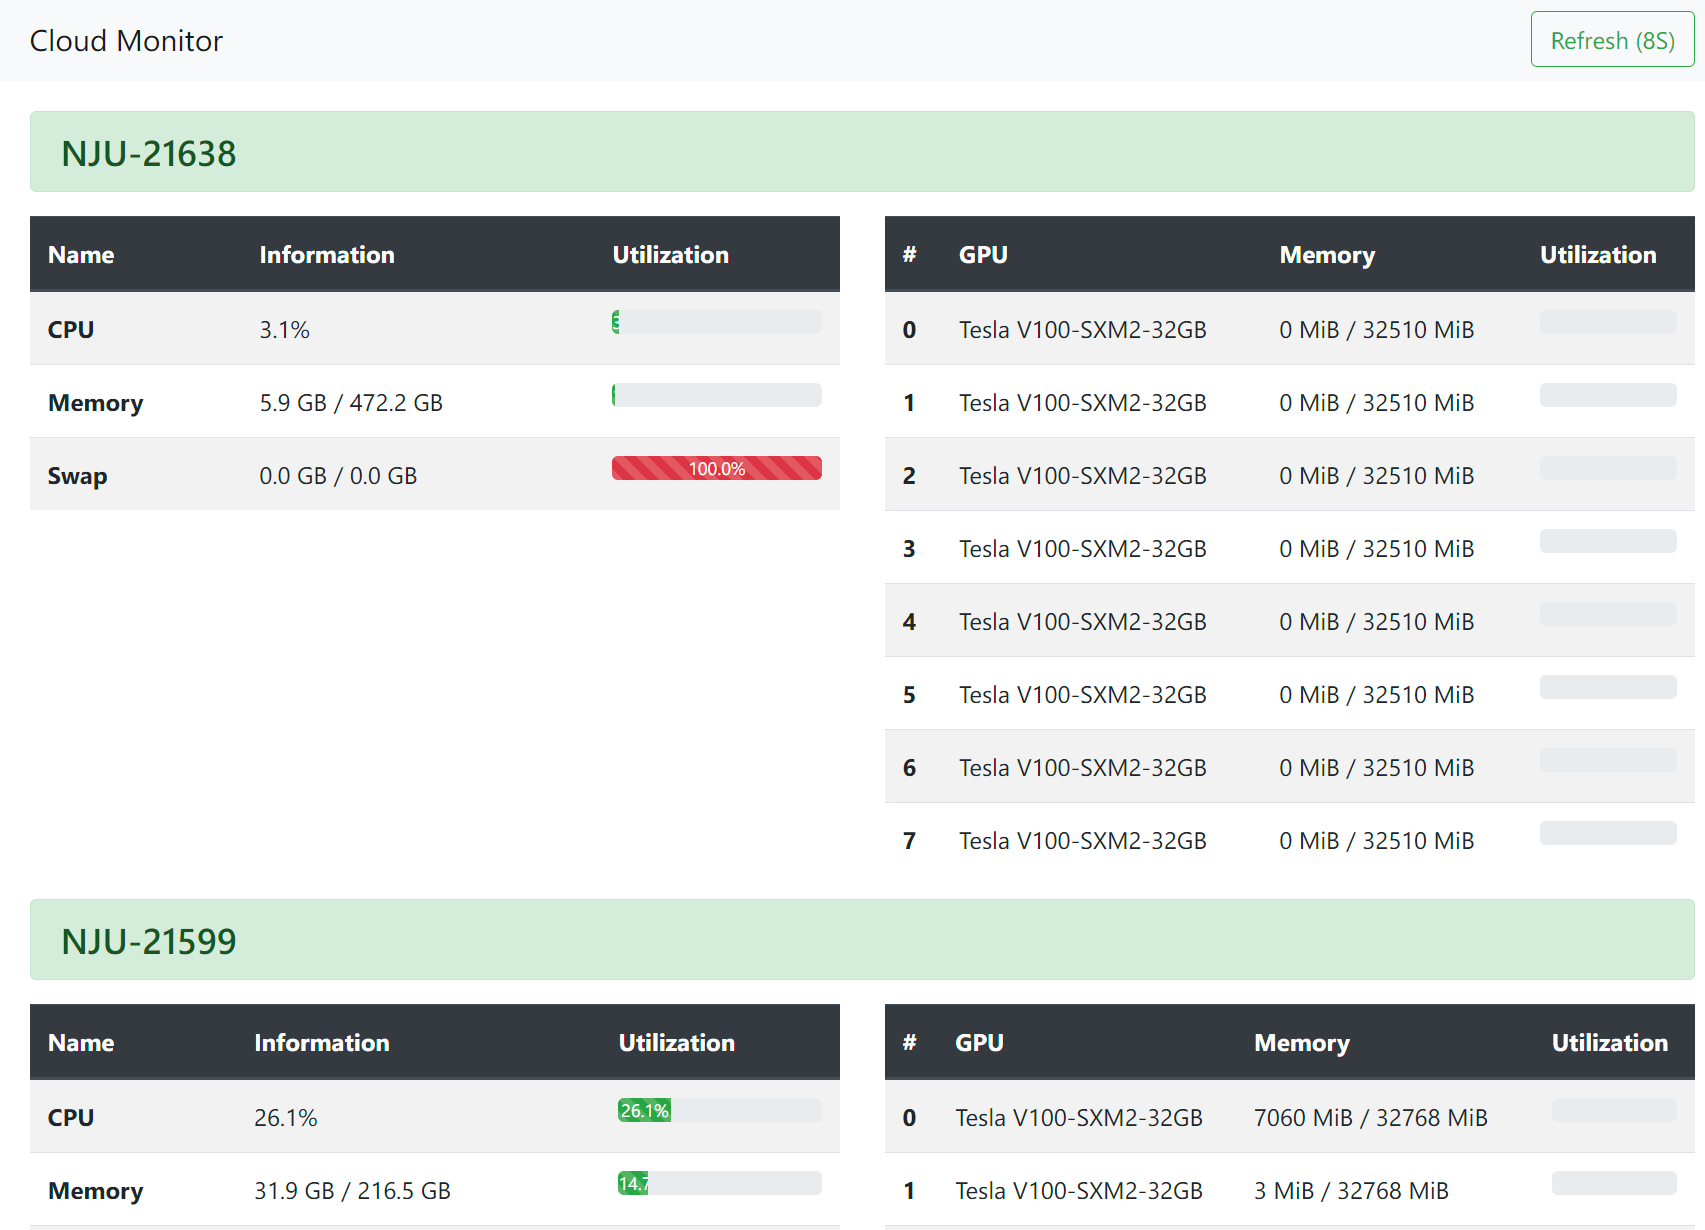 Cloud Monitor
Refresh (8S)
NJU-21638
Name Information Utilization
CPU 3.1%
Memory 5.9 GB / 472.2 GB
Swap 0.0 GB / 0.0 GB 100.0%
# GPU Memory Utilization
0 Tesla V100-SXM2-32GB 0 MiB / 32510 MiB
1 Tesla V100-SXM2-32GB 0 MiB / 32510 MiB
2 Tesla V100-SXM2-32GB 0 MiB / 32510 MiB
3 Tesla V100-SXM2-32GB 0 MiB / 32510 MiB
4 Tesla V100-SXM2-32GB 0 MiB / 32510 MiB
5 Tesla V100-SXM2-32GB 0 MiB / 32510 MiB
6 Tesla V100-SXM2-32GB 0 MiB / 32510 MiB
7 Tesla V100-SXM2-32GB 0 MiB / 32510 MiB
NJU-21599
Name Information Utilization
CPU 26.1% 26.1%
Memory 31.9 GB / 216.5 GB 14.7
# GPU Memory Utilization
0 Tesla V100-SXM2-32GB 7060 MiB / 32768 MiB
1 Tesla V100-SXM2-32GB 3 MiB / 32768 MiB